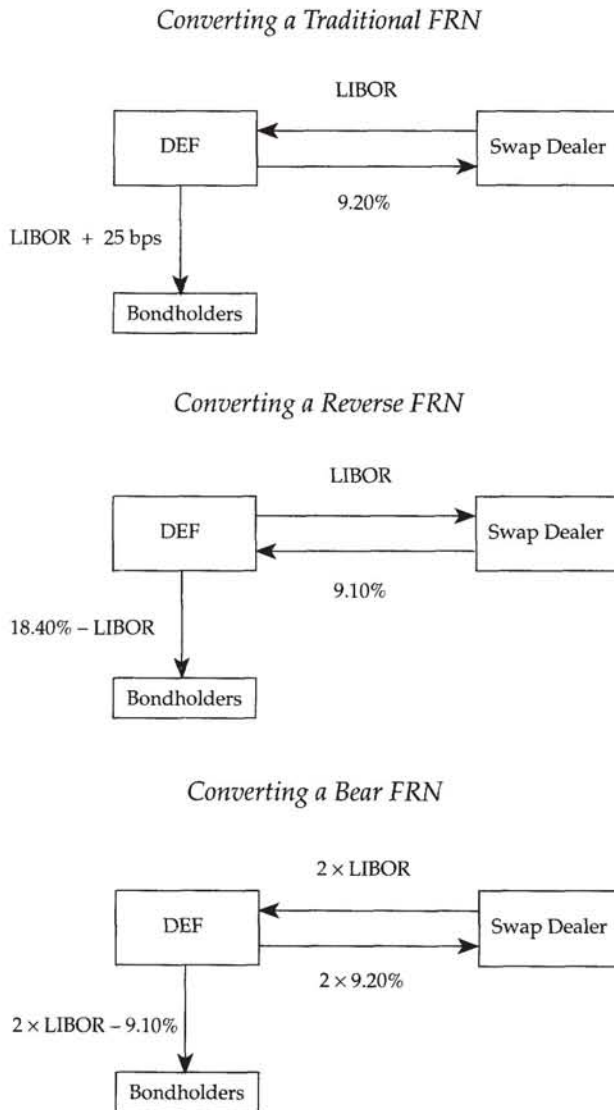 Converting a Traditional FRN
LIBOR
DEF
Swap Dealer
9.20%
LIBOR + 25 bps
Bondholders
Converting a Reverse FRN
LIBOR
DEF
Swap Dealer
9.10%
18.40% – LIBOR
Bondholders
Converting a Bear FRN
2 × LIBOR
DEF
Swap Dealer
2 × 9.20%
2 × LIBOR – 9.10%
Bondholders